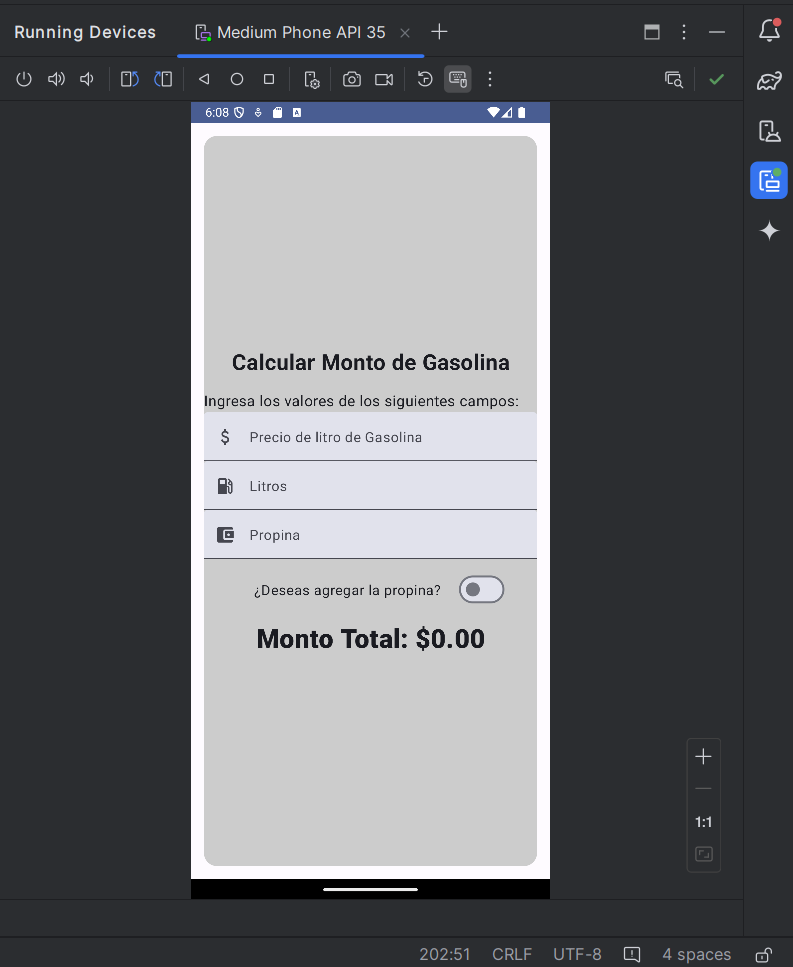 Running Devices
Medium Phone API 35
6:08
Calcular Monto de Gasolina
Ingresa los valores de los siguientes campos:
$ Precio de litro de Gasolina
Litros
Propina
¿Deseas agregar la propina?
Monto Total: $0.00
1:1
202:51 CRLF UTF-8 4 spaces